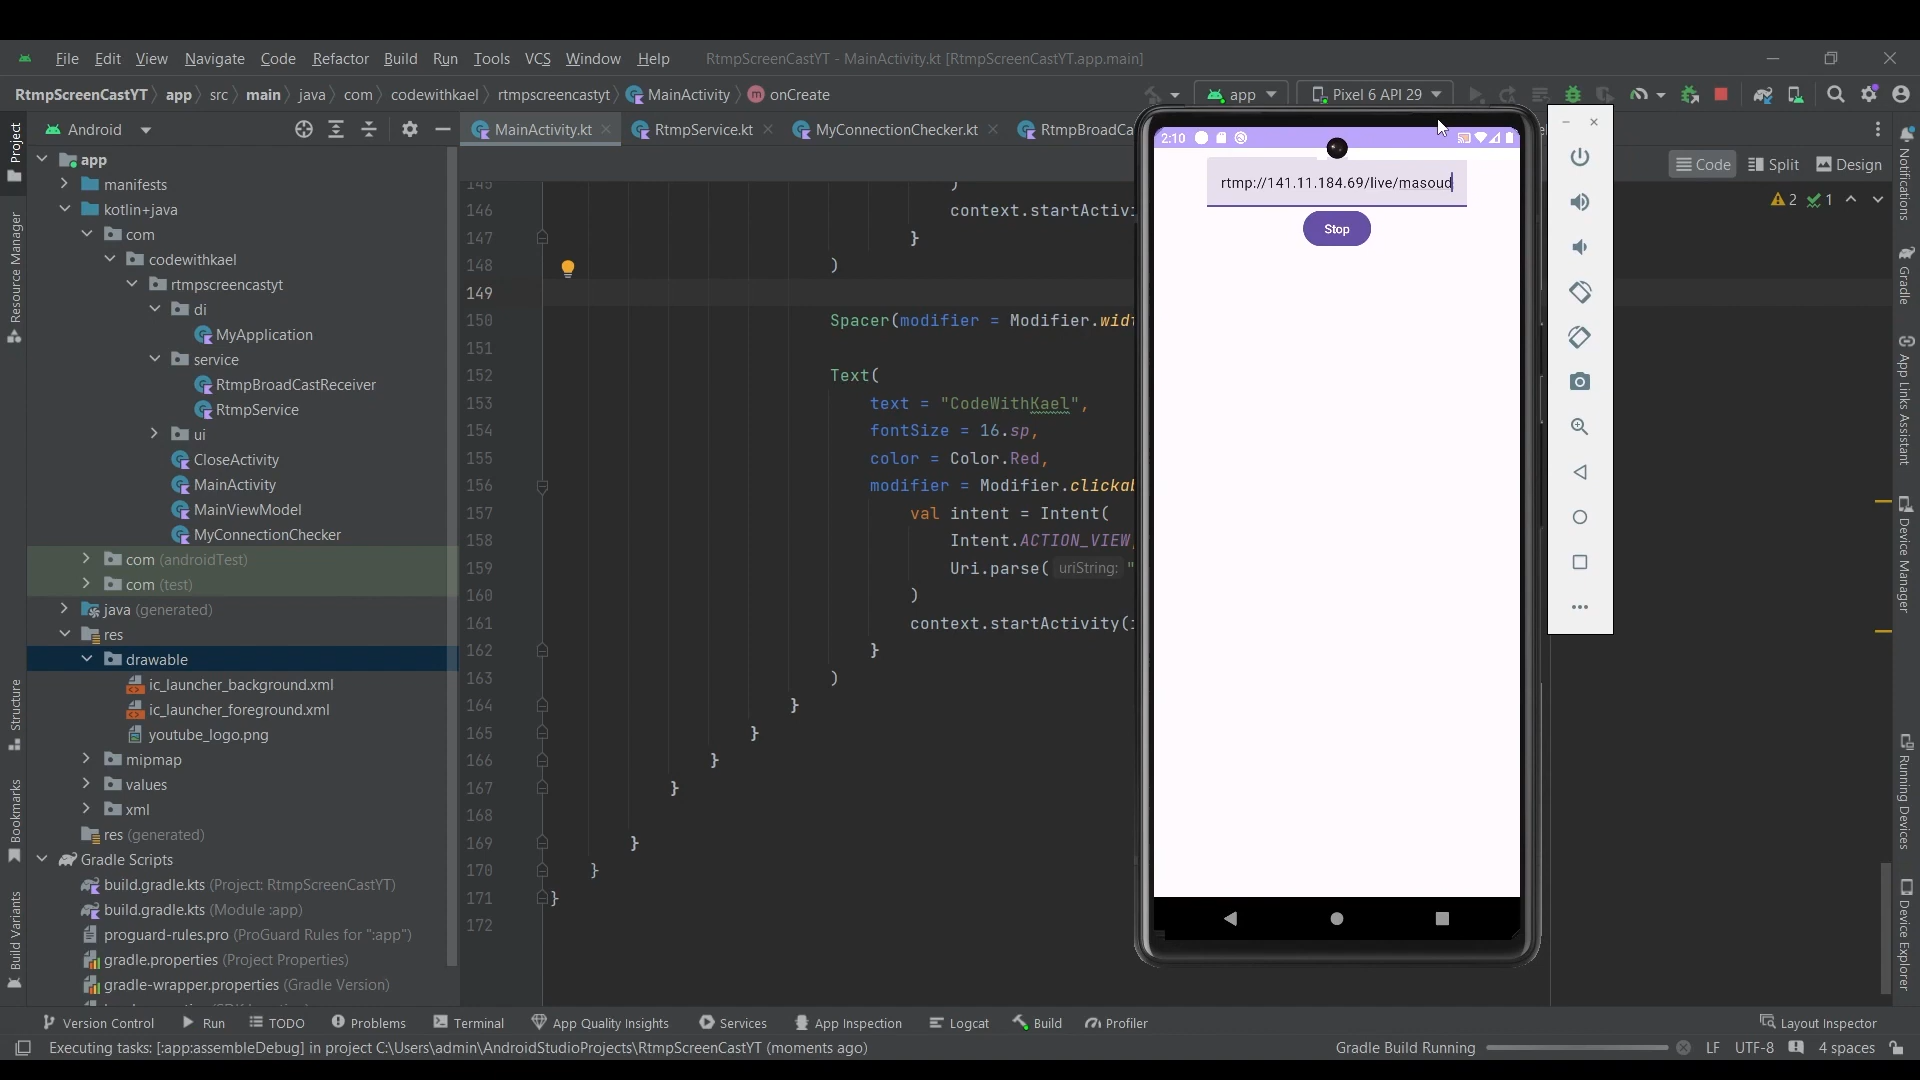 File Edit View Navigate Code Refactor Build Run Tools VCS Window Help RtmpScreenCastYT - MainActivity.kt [RtmpScreenCastYT.app.main]
RtmpScreenCastYT app src main java com codewithkael rtmpscreencastyt MainActivity onCreate app Pixel 6 API 29
Project
Resource Manager
Structure
Bookmarks
Build Variants
Android
app
manifests
kotlin+java
com
codewithkael
rtmpscreencastyt
di
MyApplication
service
RtmpBroadCastReceiver
RtmpService
ui
CloseActivity
MainActivity
MainViewModel
MyConnectionChecker
com (androidTest)
com (test)
java (generated)
res
drawable
ic_launcher_background.xml
ic_launcher_foreground.xml
youtube_logo.png
mipmap
values
xml
res (generated)
Gradle Scripts
build.gradle.kts (Project: RtmpScreenCastYT)
build.gradle.kts (Module :app)
proguard-rules.pro (ProGuard Rules for ":app")
gradle.properties (Project Properties)
gradle-wrapper.properties (Gradle Version)
MainActivity.kt RtmpService.kt MyConnectionChecker.kt RtmpBroadCa
Code Split Design
2 1
145 )
146 context.startActivi
147 }
148 )
149
150 Spacer(modifier = Modifier.widt
151
152 Text(
153 text = "CodeWithKael",
154 fontSize = 16.sp,
155 color = Color.Red,
156 modifier = Modifier.clickab
157 val intent = Intent(
158 Intent.ACTION_VIEW,
159 Uri.parse( uriString: "
160 )
161 context.startActivity(i
162 }
163 )
164 }
165 }
166 }
167 }
168
169 }
170 }
171 }
172
2:10
rtmp://141.11.184.69/live/masoud
Stop
Notifications
Gradle
App Links Assistant
Device Manager
Running Devices
Device Explorer
Version Control Run TODO Problems Terminal App Quality Insights Services App Inspection Logcat Build Profiler Layout Inspector
Executing tasks: [:app:assembleDebug] in project C:\Users\admin\AndroidStudioProjects\RtmpScreenCastYT (moments ago) Gradle Build Running LF UTF-8 4 spaces